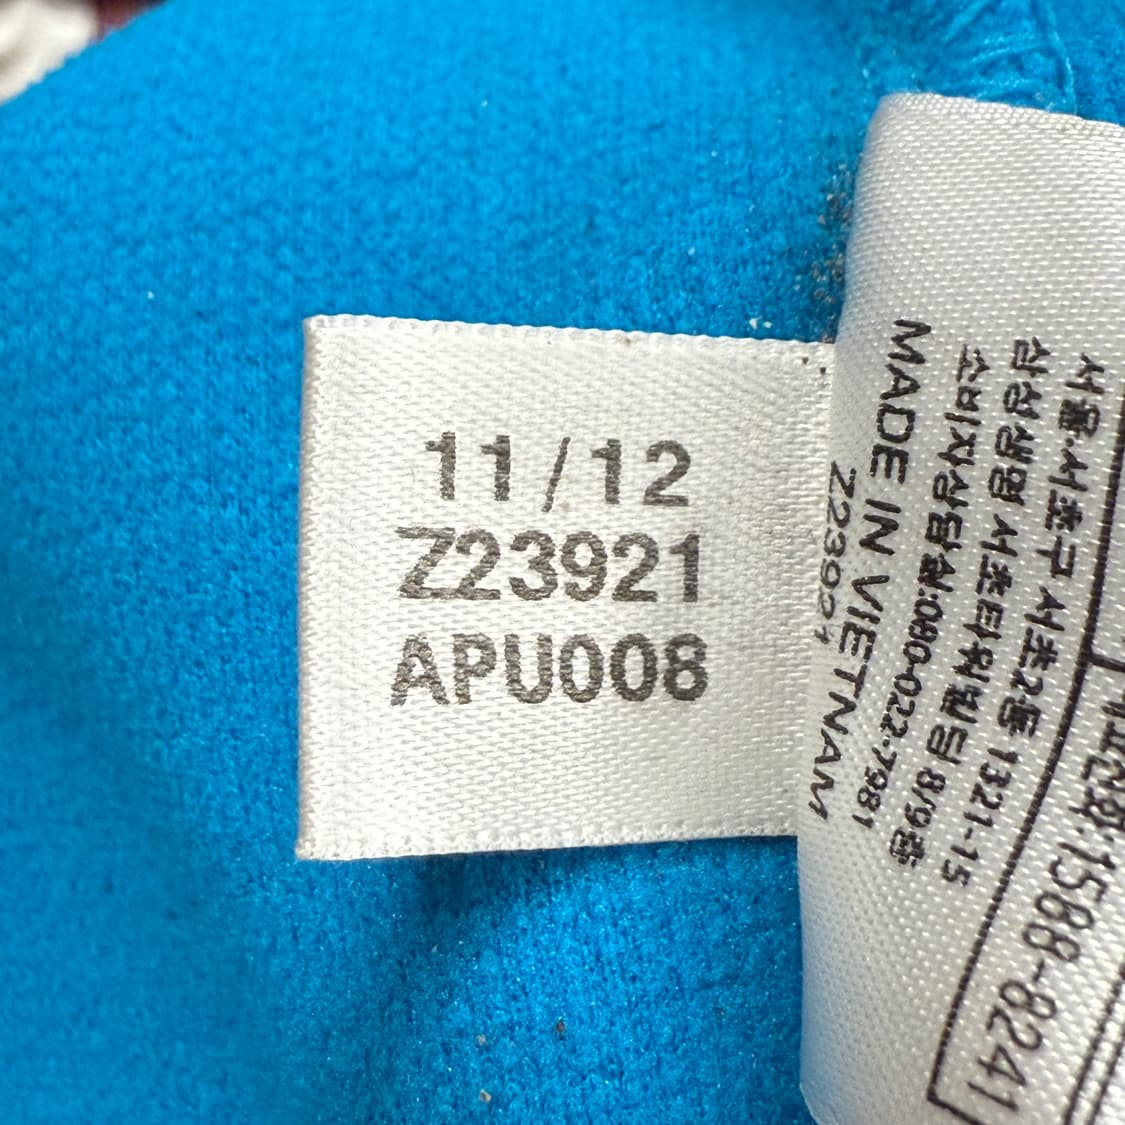 11/12
Z23921
APU008
서울.서초구 서초2동 1321-15
삼성생명 서초타워빌딩 8/9층
소비자상담실:080-022-7981
MADE IN VIETNAM
Z23921
:1588-8241